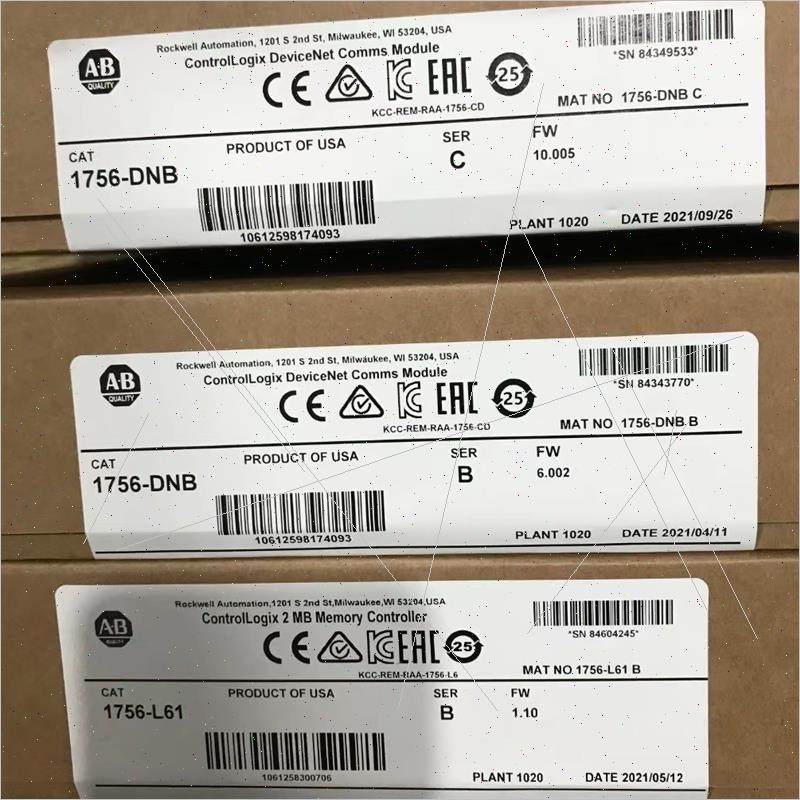 AB
QUALITY
Rockwell Automation, 1201 S 2nd St, Milwaukee, WI 53204, USA
ControlLogix DeviceNet Comms Module
CE
KC
EAC
25
KCC-REM-RAA-1756-CD
*SN 84349533*
MAT NO 1756-DNB C
CAT
1756-DNB
PRODUCT OF USA
SER
C
FW
10.005
10612598174093
PLANT 1020 DATE 2021/09/26
AB
QUALITY
Rockwell Automation, 1201 S 2nd St, Milwaukee, WI 53204, USA
ControlLogix DeviceNet Comms Module
CE
KC
EAC
25
KCC-REM-RAA-1756-CD
*SN 84343770*
MAT NO 1756-DNB B
CAT
1756-DNB
PRODUCT OF USA
SER
B
FW
6.002
10612598174093
PLANT 1020 DATE 2021/04/11
AB
QUALITY
Rockwell Automation,1201 S 2nd St,Milwaukee,WI 53204,USA
ControlLogix 2 MB Memory Controller
CE
KC
EAC
25
KCC-REM-RAA-1756-L6
*SN 84604245*
MAT NO 1756-L61 B
CAT
1756-L61
PRODUCT OF USA
SER
B
FW
1.10
1061258300706
PLANT 1020 DATE 2021/05/12